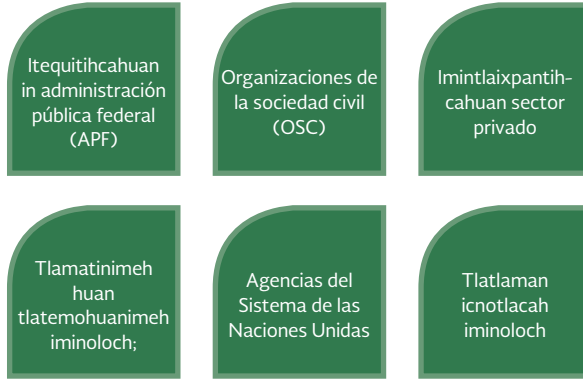 Itequitihcahuan
in administración
pública federal
(APF)
Organizaciones de
la sociedad civil
(OSC)
Imintlaixpantih-
cahuan sector
privado
Tlamatinimeh
huan
tlatemohuanimeh
iminoloch;
Agencias del
Sistema de las
Naciones Unidas
Tlatlaman
icnotlacah
iminoloch